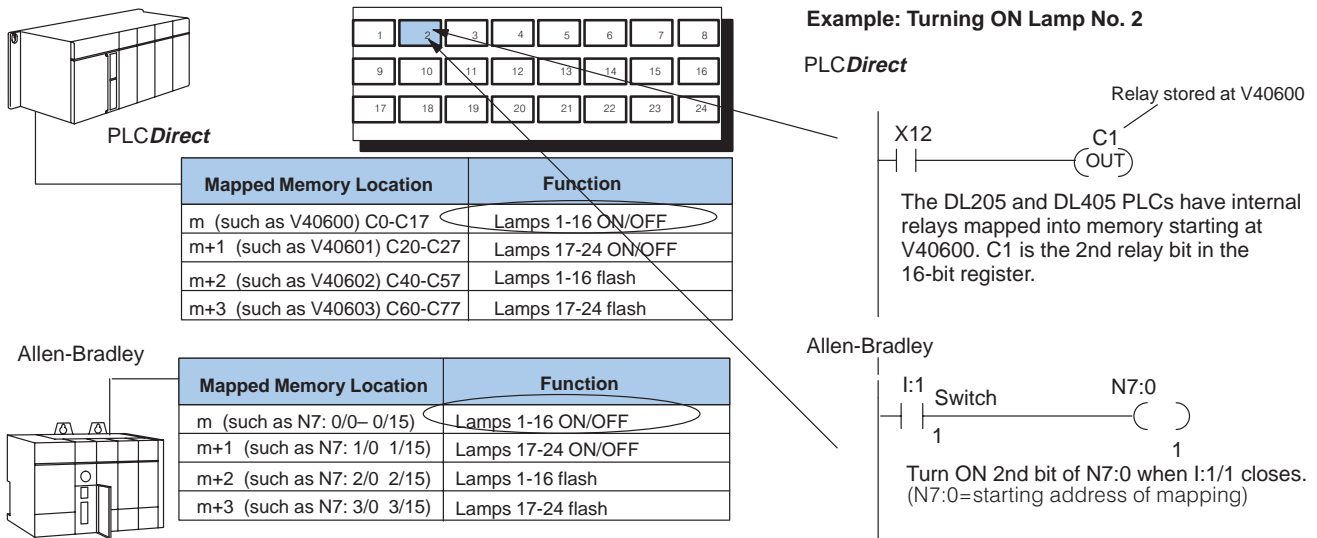 Example: Turning ON Lamp No. 2
1 2 3 4 5 6 7 8
9 10 11 12 13 14 15 16
17 18 19 20 21 22 23 24
PLCDirect
Mapped Memory Location Function
m (such as V40600) C0-C17 Lamps 1-16 ON/OFF
m+1 (such as V40601) C20-C27 Lamps 17-24 ON/OFF
m+2 (such as V40602) C40-C57 Lamps 1-16 flash
m+3 (such as V40603) C60-C77 Lamps 17-24 flash
Allen-Bradley
Mapped Memory Location Function
m (such as N7: 0/0– 0/15) Lamps 1-16 ON/OFF
m+1 (such as N7: 1/0 1/15) Lamps 17-24 ON/OFF
m+2 (such as N7: 2/0 2/15) Lamps 1-16 flash
m+3 (such as N7: 3/0 3/15) Lamps 17-24 flash
PLCDirect
Relay stored at V40600
X12 C1
OUT
The DL205 and DL405 PLCs have internal
relays mapped into memory starting at
V40600. C1 is the 2nd relay bit in the
16-bit register.
Allen-Bradley
I:1 Switch N7:0
1 1
Turn ON 2nd bit of N7:0 when I:1/1 closes.
(N7:0=starting address of mapping)